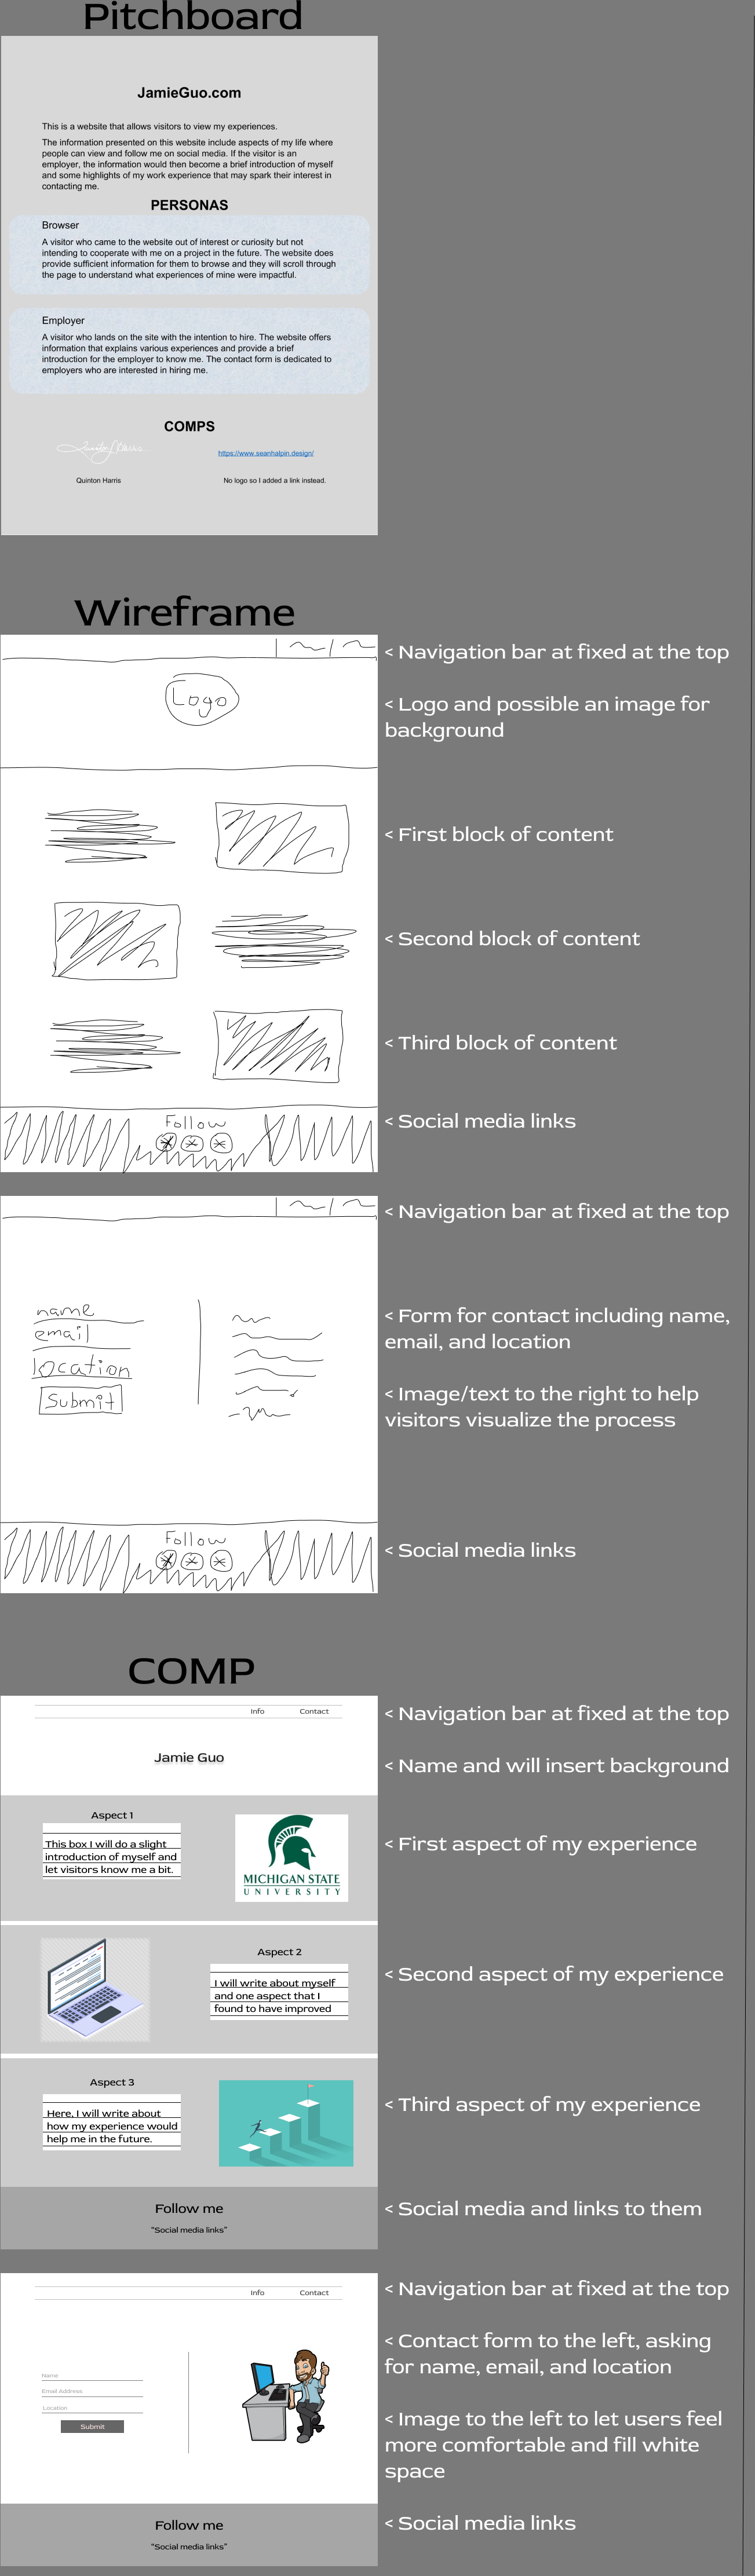 Pitchboard
JamieGuo.com
This is a website that allows visitors to view my experiences.
The information presented on this website include aspects of my life where
people can view and follow me on social media. If the visitor is an
employer, the information would then become a brief introduction of myself
and some highlights of my work experience that may spark their interest in
contacting me.
PERSONAS
Browser
A visitor who came to the website out of interest or curiosity but not
intending to cooperate with me on a project in the future. The website does
provide sufficient information for them to browse and they will scroll through
the page to understand what experiences of mine were impactful.
Employer
A visitor who lands on the site with the intention to hire. The website offers
information that explains various experiences and provide a brief
introduction for the employer to know me. The contact form is dedicated to
employers who are interested in hiring me.
COMPS
https://www.seanhalpin.design/
Quinton Harris
No logo so I added a link instead.
Wireframe
< Navigation bar at fixed at the top
Logo
< Logo and possible an image for
background
< First block of content
< Second block of content
< Third block of content
Follow
< Social media links
< Navigation bar at fixed at the top
name
email
location
Submit
< Form for contact including name,
email, and location
< Image/text to the right to help
visitors visualize the process
Follow
< Social media links
COMP
Info
Contact
< Navigation bar at fixed at the top
Jamie Guo
< Name and will insert background
Aspect 1
This box I will do a slight
introduction of myself and
let visitors know me a bit.
MICHIGAN STATE
UNIVERSITY
< First aspect of my experience
Aspect 2
I will write about myself
and one aspect that I
found to have improved
< Second aspect of my experience
Aspect 3
Here, I will write about
how my experience would
help me in the future.
< Third aspect of my experience
Follow me
"Social media links"
< Social media and links to them
Info
Contact
< Navigation bar at fixed at the top
Name
Email Address
Location
Submit
< Contact form to the left, asking
for name, email, and location
< Image to the left to let users feel
more comfortable and fill white
space
Follow me
"Social media links"
< Social media links